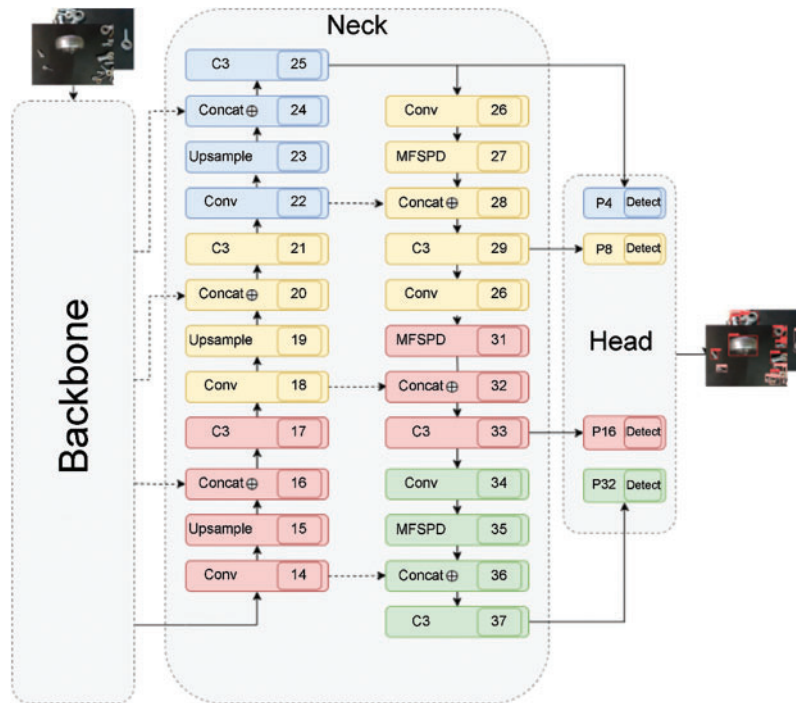 Neck
C3 25
Concat⊕ 24
Upsample 23
Conv 22
C3 21
Concat⊕ 20
Upsample 19
Conv 18
C3 17
Concat⊕ 16
Upsample 15
Conv 14
Conv 26
MFSPD 27
Concat⊕ 28
C3 29
Conv 26
MFSPD 31
Concat⊕ 32
C3 33
Conv 34
MFSPD 35
Concat⊕ 36
C3 37
Backbone
P4 Detect
P8 Detect
Head
P16 Detect
P32 Detect